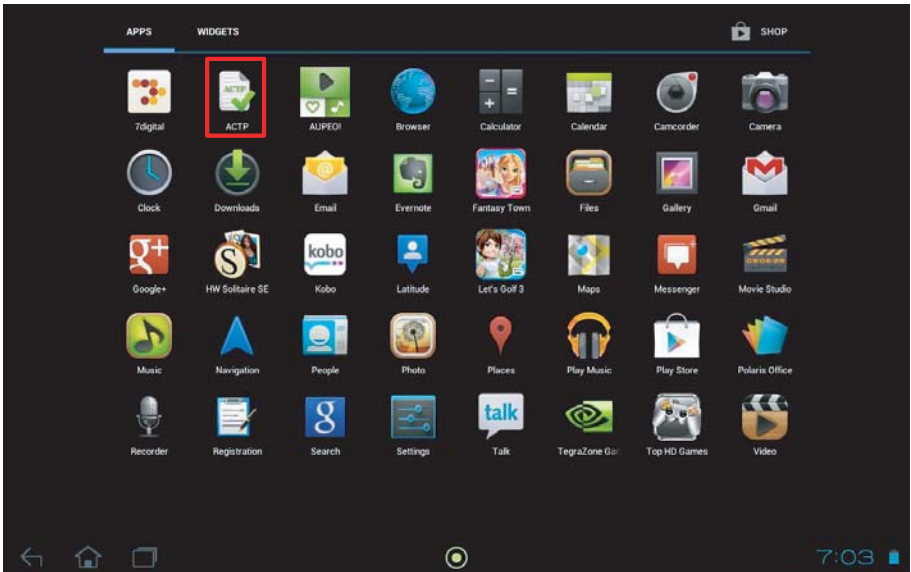 APPS WIDGETS SHOP
ACTP
7digital ACTP AUPEO! Browser Calculator Calendar Camcorder Camera
Clock Downloads Email Evernote Fantasy Town Files Gallery Gmail
g+ S kobo
Google+ HW Solitaire SE Kobo Latitude Let's Golf 3 Maps Messenger Movie Studio
Music Navigation People Photo Places Play Music Play Store Polaris Office
g talk
Recorder Registration Search Settings Talk TegraZone Ga Top HD Games Video
7:03